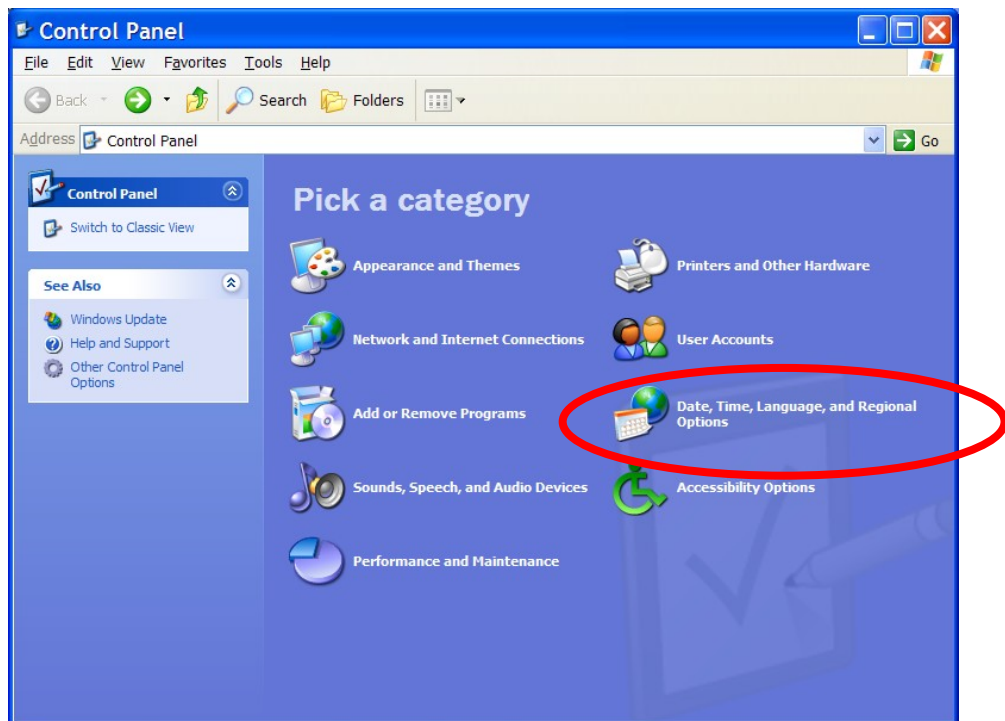 Control Panel
File Edit View Favorites Tools Help
Back Search Folders
Address Control Panel Go
Control Panel
Switch to Classic View
See Also
Windows Update
Help and Support
Other Control Panel
Options
Pick a category
Appearance and Themes
Printers and Other Hardware
Network and Internet Connections
User Accounts
Add or Remove Programs
Date, Time, Language, and Regional
Options
Sounds, Speech, and Audio Devices
Accessibility Options
Performance and Maintenance